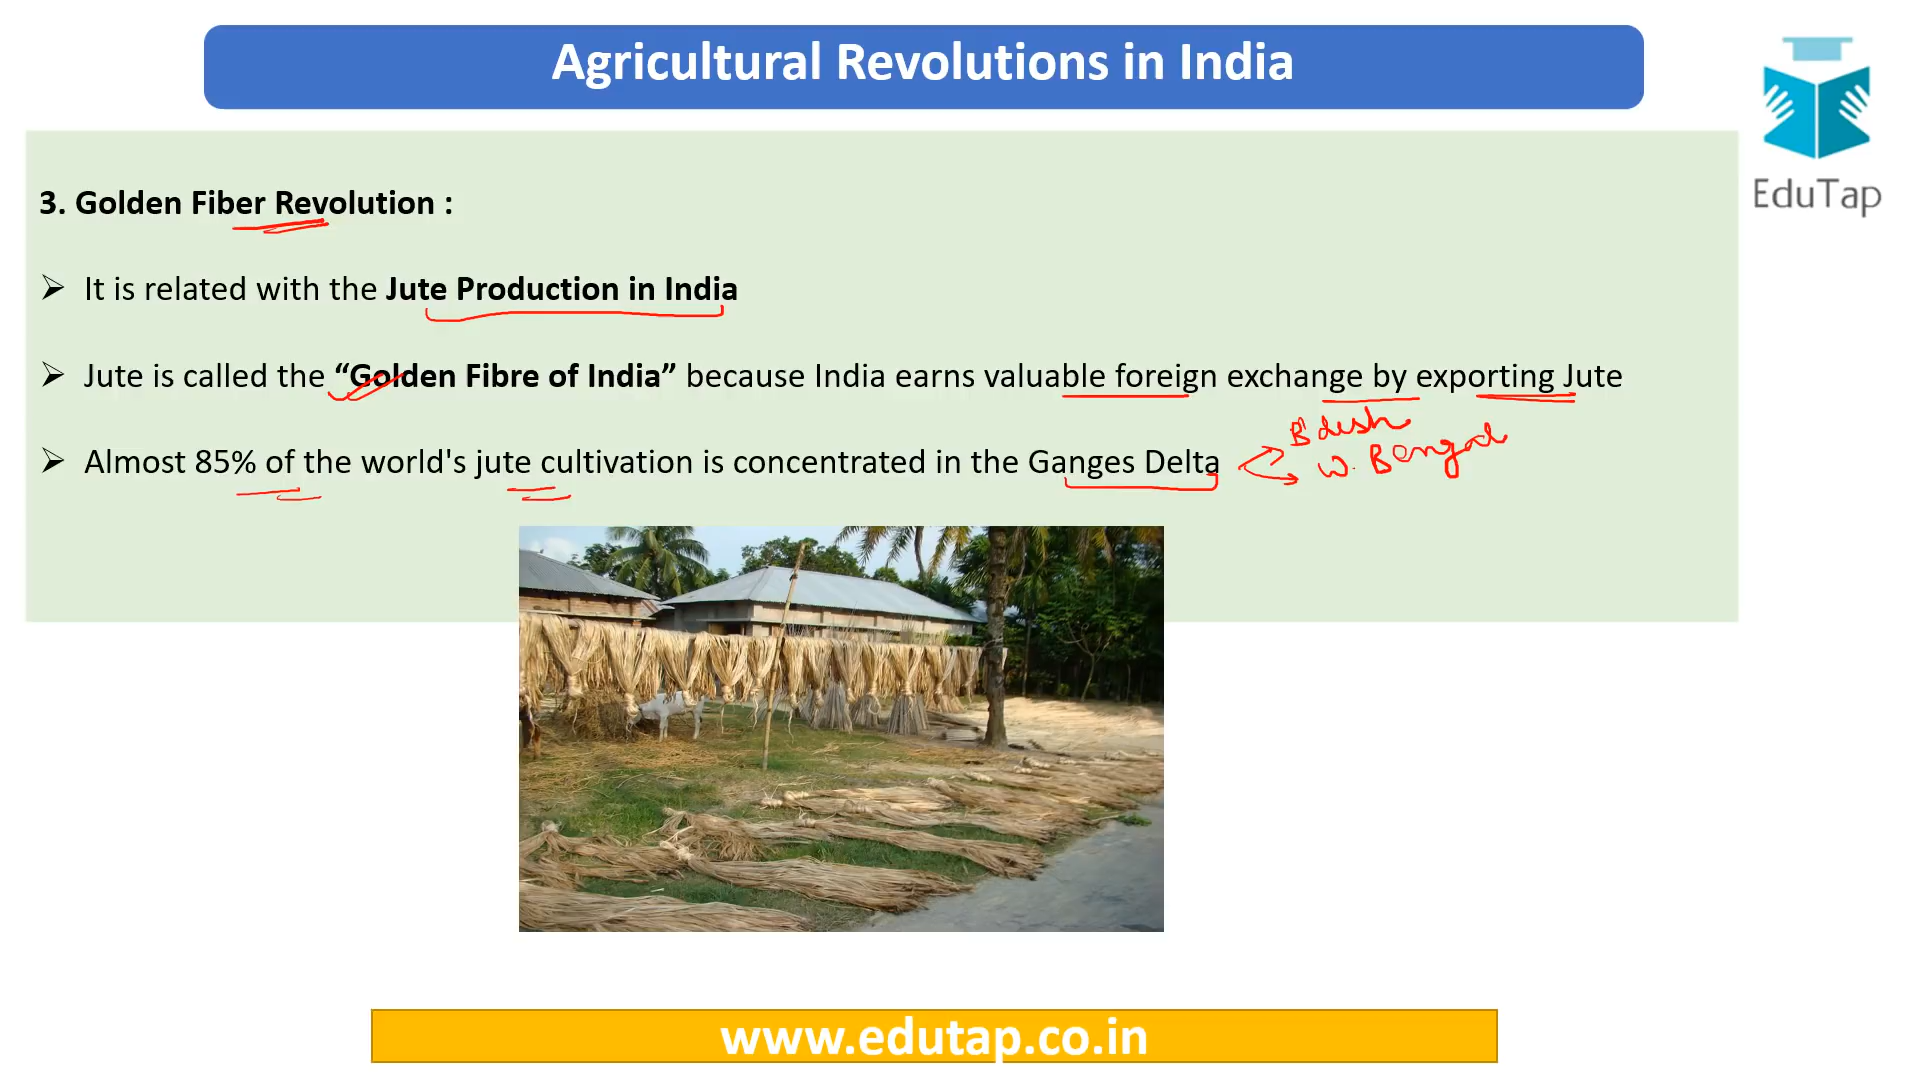 Agricultural Revolutions in India
EduTap
3. Golden Fiber Revolution :
➢ It is related with the Jute Production in India
➢ Jute is called the “Golden Fibre of India” because India earns valuable foreign exchange by exporting Jute
➢ Almost 85% of the world's jute cultivation is concentrated in the Ganges Delta
B'desh
W. Bengal
www.edutap.co.in